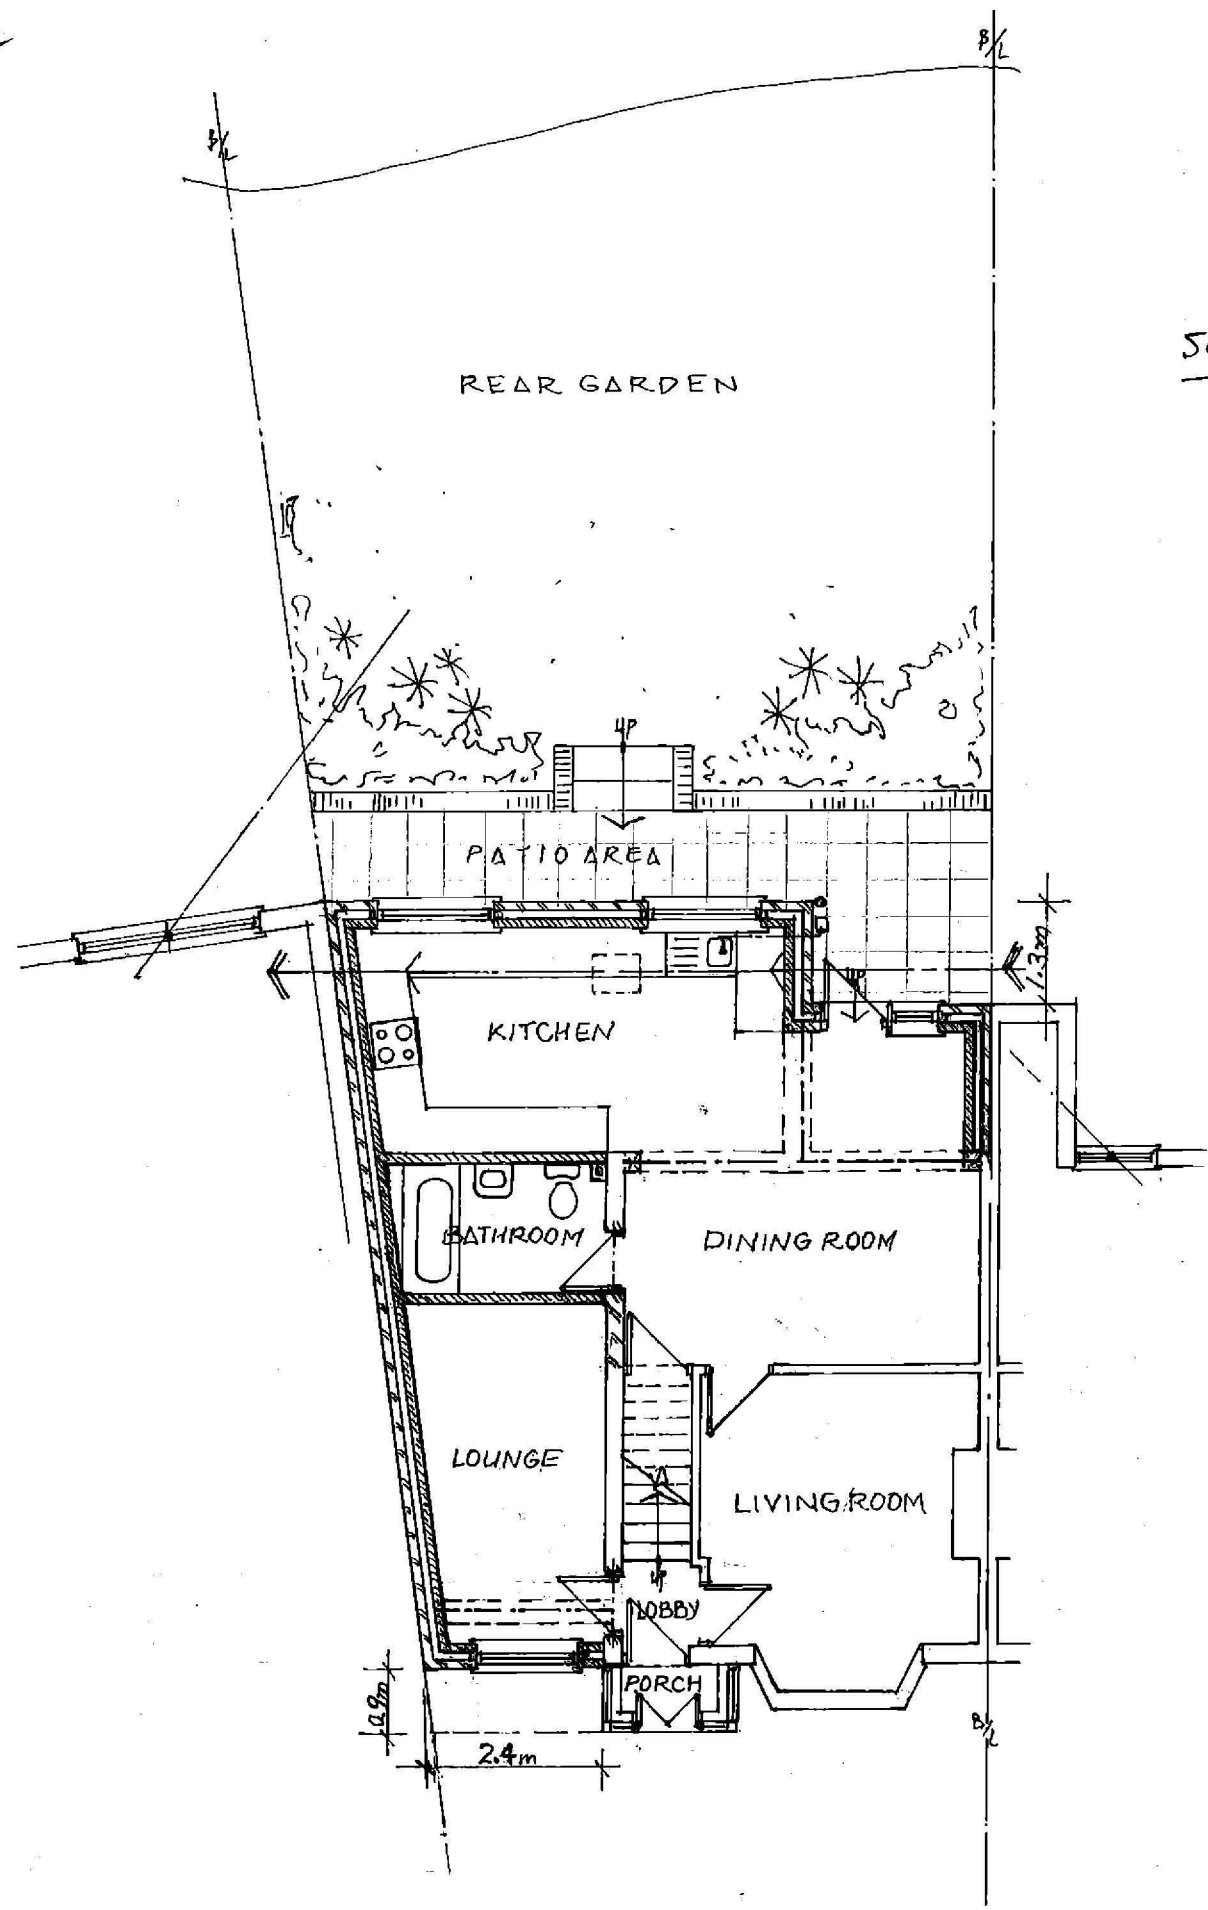 B/L
B/L
REAR GARDEN
UP
PATIO AREA
1.3m
UP
KITCHEN
BATHROOM
DINING ROOM
LOUNGE
LIVING ROOM
UP
LOBBY
PORCH
0.9m
B/L
2.4m